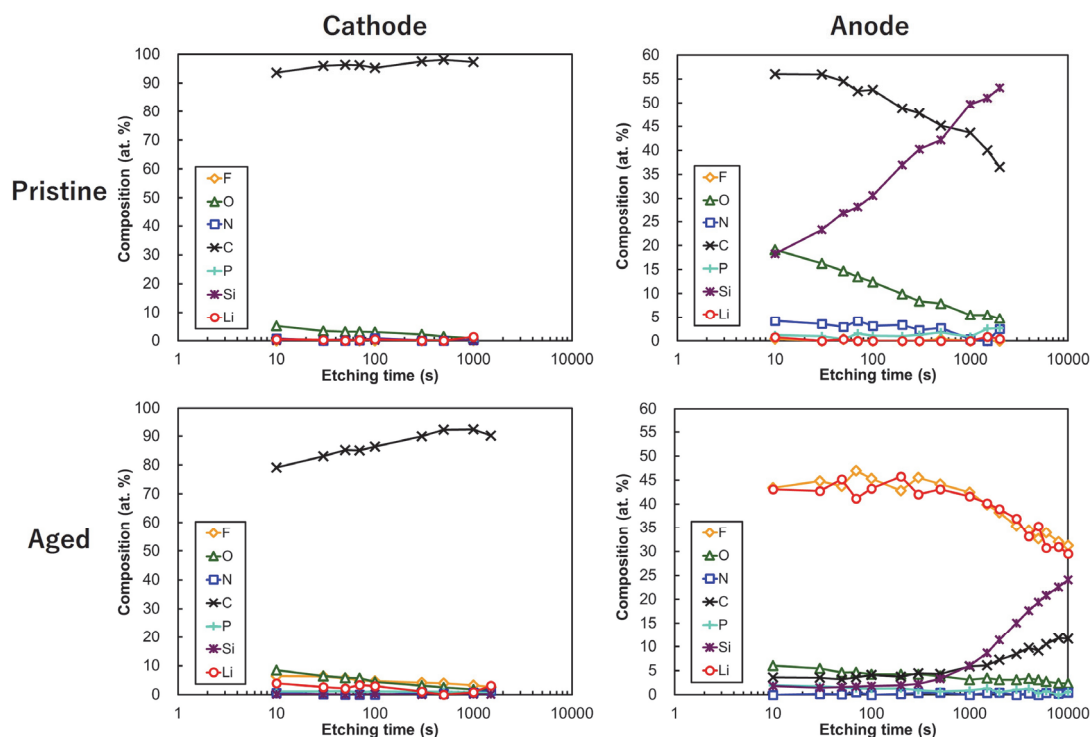 Cathode
Anode
Pristine
Aged
Composition (at. %)
100
90
80
70
60
50
40
30
20
10
0
F
O
N
C
P
Si
Li
1
10
100
1000
10000
Etching time (s)
Composition (at. %)
60
55
50
45
40
35
30
25
20
15
10
5
0
F
O
N
C
P
Si
Li
1
10
100
1000
10000
Etching time (s)
Composition (at. %)
100
90
80
70
60
50
40
30
20
10
0
F
O
N
C
P
Si
Li
1
10
100
1000
10000
Etching time (s)
Composition (at. %)
60
55
50
45
40
35
30
25
20
15
10
5
0
F
O
N
C
P
Si
Li
1
10
100
1000
10000
Etching time (s)